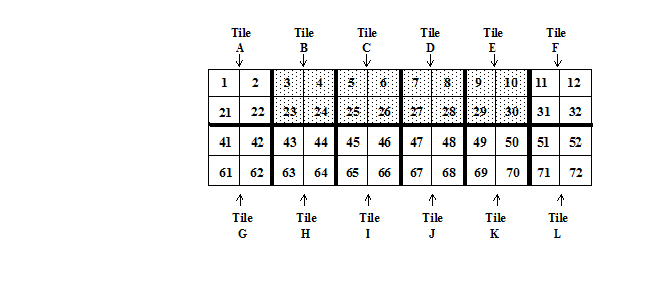 Tile Tile Tile Tile Tile Tile
A B C D E F
1 2 3 4 5 6 7 8 9 10 11 12
21 22 23 24 25 26 27 28 29 30 31 32
41 42 43 44 45 46 47 48 49 50 51 52
61 62 63 64 65 66 67 68 69 70 71 72
Tile Tile Tile Tile Tile Tile
G H I J K L